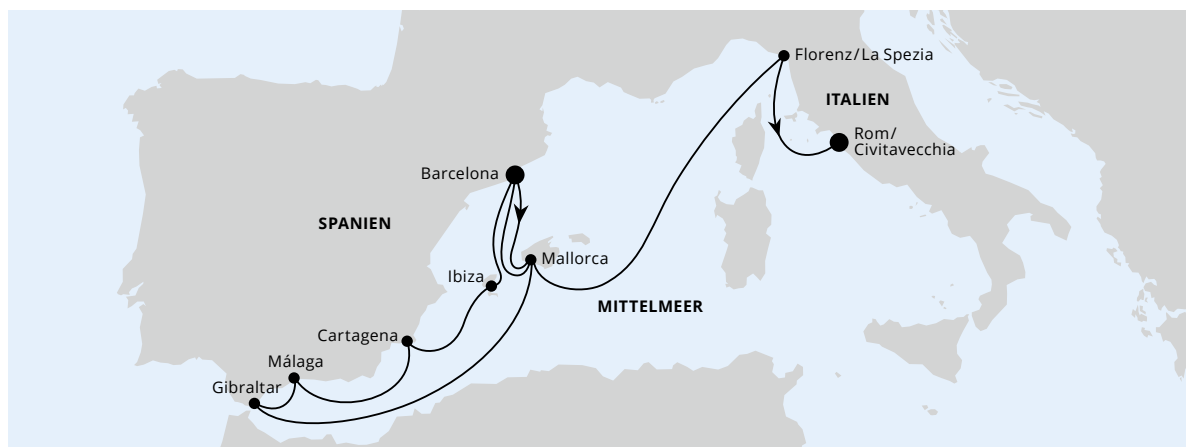 Florenz/La Spezia
ITALIEN
Rom/
Civitavecchia
Barcelona
SPANIEN
Mallorca
Ibiza
MITTELMEER
Cartagena
Málaga
Gibraltar